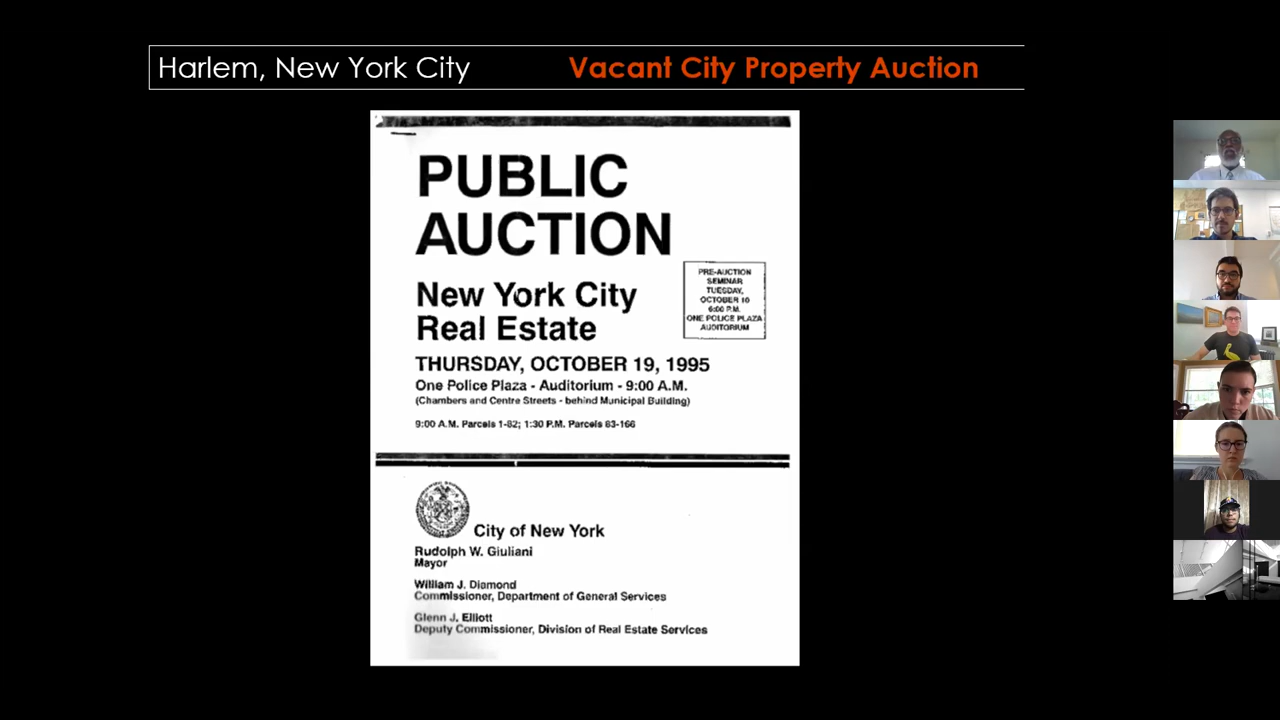 Harlem, New York City
Vacant City Property Auction
PUBLIC
AUCTION
New York City
Real Estate
PRE-AUCTION
SEMINAR
TUESDAY,
OCTOBER 10
6:00 P.M.
ONE POLICE PLAZA
AUDITORIUM
THURSDAY, OCTOBER 19, 1995
One Police Plaza - Auditorium - 9:00 A.M.
(Chambers and Centre Streets - behind Municipal Building)
9:00 A.M. Parcels 1-82; 1:30 P.M. Parcels 83-166
City of New York
Rudolph W. Giuliani
Mayor
William J. Diamond
Commissioner, Department of General Services
Glenn J. Elliott
Deputy Commissioner, Division of Real Estate Services